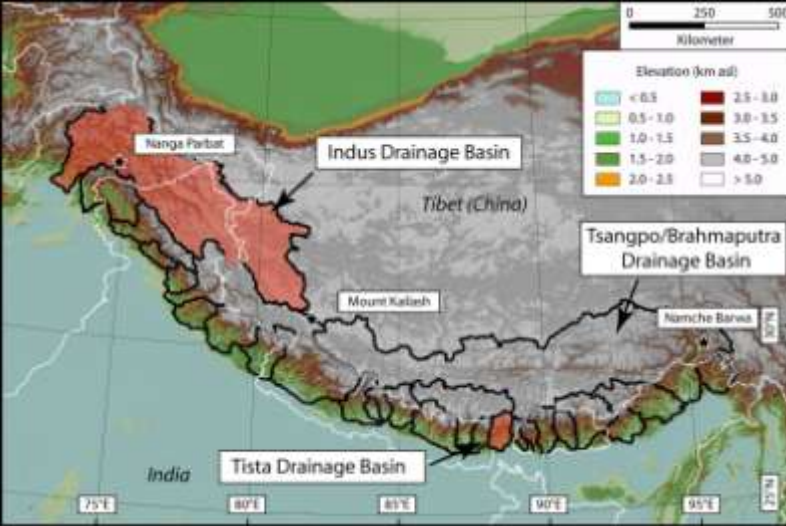 0 250 500
Kilometer
Elevation (km asl)
< 0.5
0.5 - 1.0
1.0 - 1.5
1.5 - 2.0
2.0 - 2.5
2.5 - 3.0
3.0 - 3.5
3.5 - 4.0
4.0 - 5.0
> 5.0
Nanga Parbat
Indus Drainage Basin
Tibet (China)
Tsangpo/Brahmaputra
Drainage Basin
Mount Kailash
Namche Barwa
30°N
Tista Drainage Basin
India
75°E
80°E
85°E
90°E
95°E
25°N